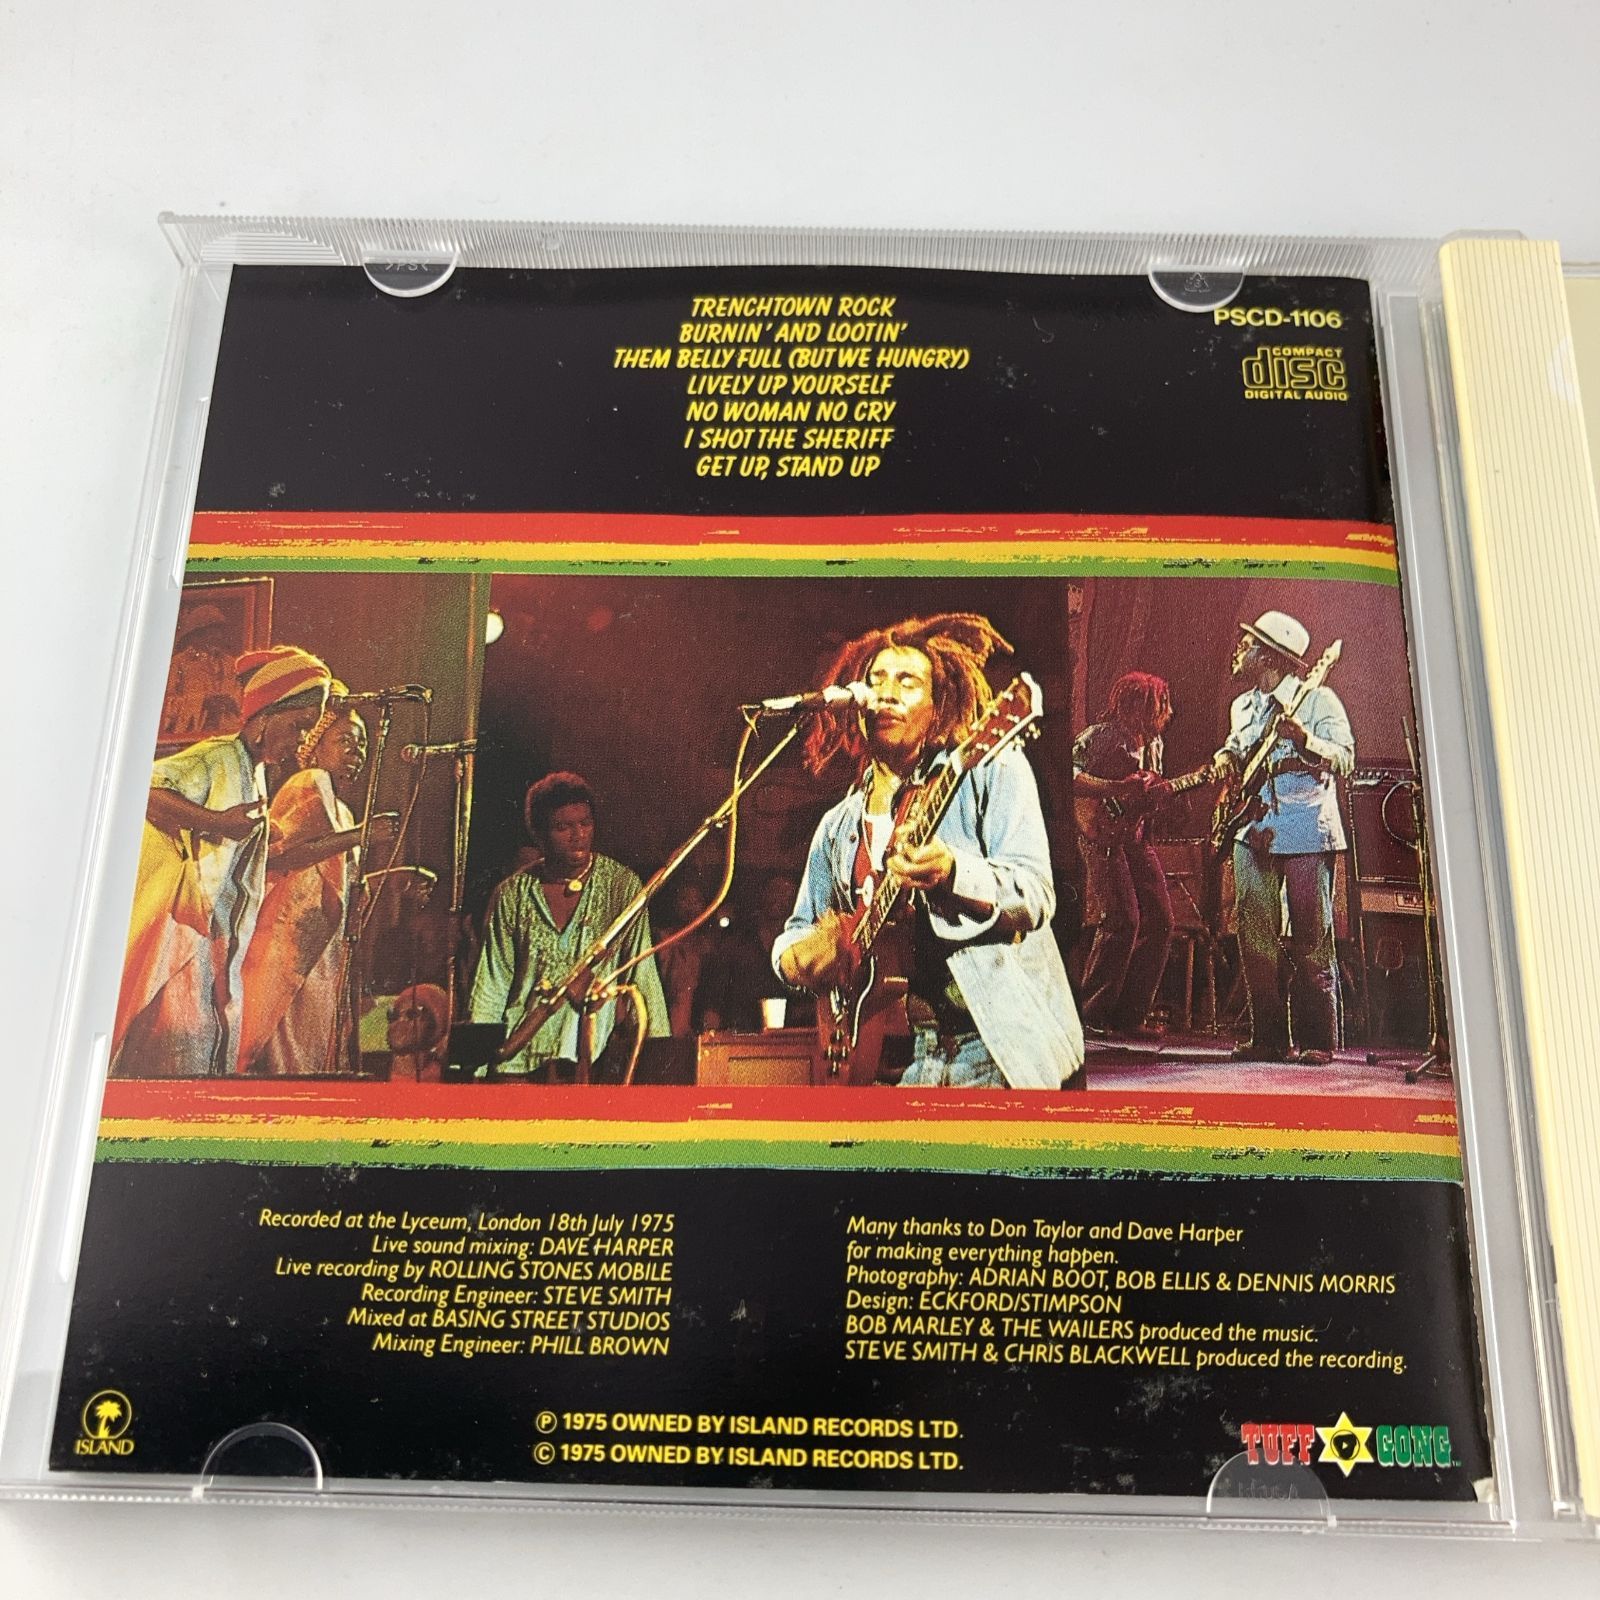 >PS<
TRENCHTOWN ROCK
BURNIN' AND LOOTIN'
THEM BELLY FULL (BUT WE HUNGRY)
LIVELY UP YOURSELF
NO WOMAN NO CRY
I SHOT THE SHERIFF
GET UP, STAND UP
PSCD-1106
COMPACT
disc
DIGITAL AUDIO
Recorded at the Lyceum, London 18th July 1975
Live sound mixing: DAVE HARPER
Live recording by ROLLING STONES MOBILE
Recording Engineer: STEVE SMITH
Mixed at BASING STREET STUDIOS
Mixing Engineer: PHILL BROWN
Many thanks to Don Taylor and Dave Harper
for making everything happen.
Photography: ADRIAN BOOT, BOB ELLIS & DENNIS MORRIS
Design: ECKFORD/STIMPSON
BOB MARLEY & THE WAILERS produced the music.
STEVE SMITH & CHRIS BLACKWELL produced the recording.
ISLAND
℗ 1975 OWNED BY ISLAND RECORDS LTD.
© 1975 OWNED BY ISLAND RECORDS LTD.
TUFF GONG